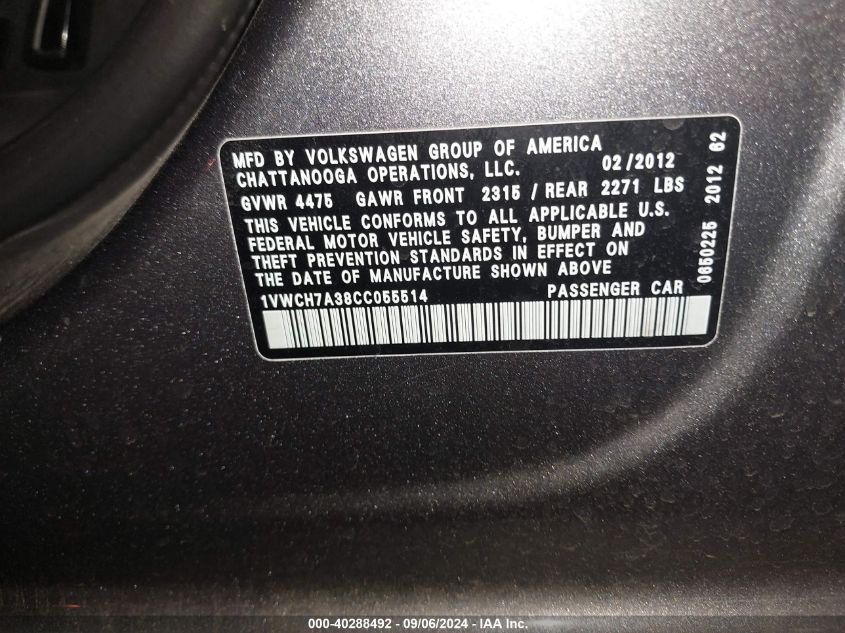 MFD BY VOLKSWAGEN GROUP OF AMERICA
CHATTANOOGA OPERATIONS, LLC. 02/2012
GVWR 4475 GAWR FRONT 2315 / REAR 2271 LBS
THIS VEHICLE CONFORMS TO ALL APPLICABLE U.S.
FEDERAL MOTOR VEHICLE SAFETY, BUMPER AND
THEFT PREVENTION STANDARDS IN EFFECT ON
THE DATE OF MANUFACTURE SHOWN ABOVE
1VWCH7A38CC055514 PASSENGER CAR
0650225 2012 62
000-40288492 - 09/06/2024 - IAA Inc.